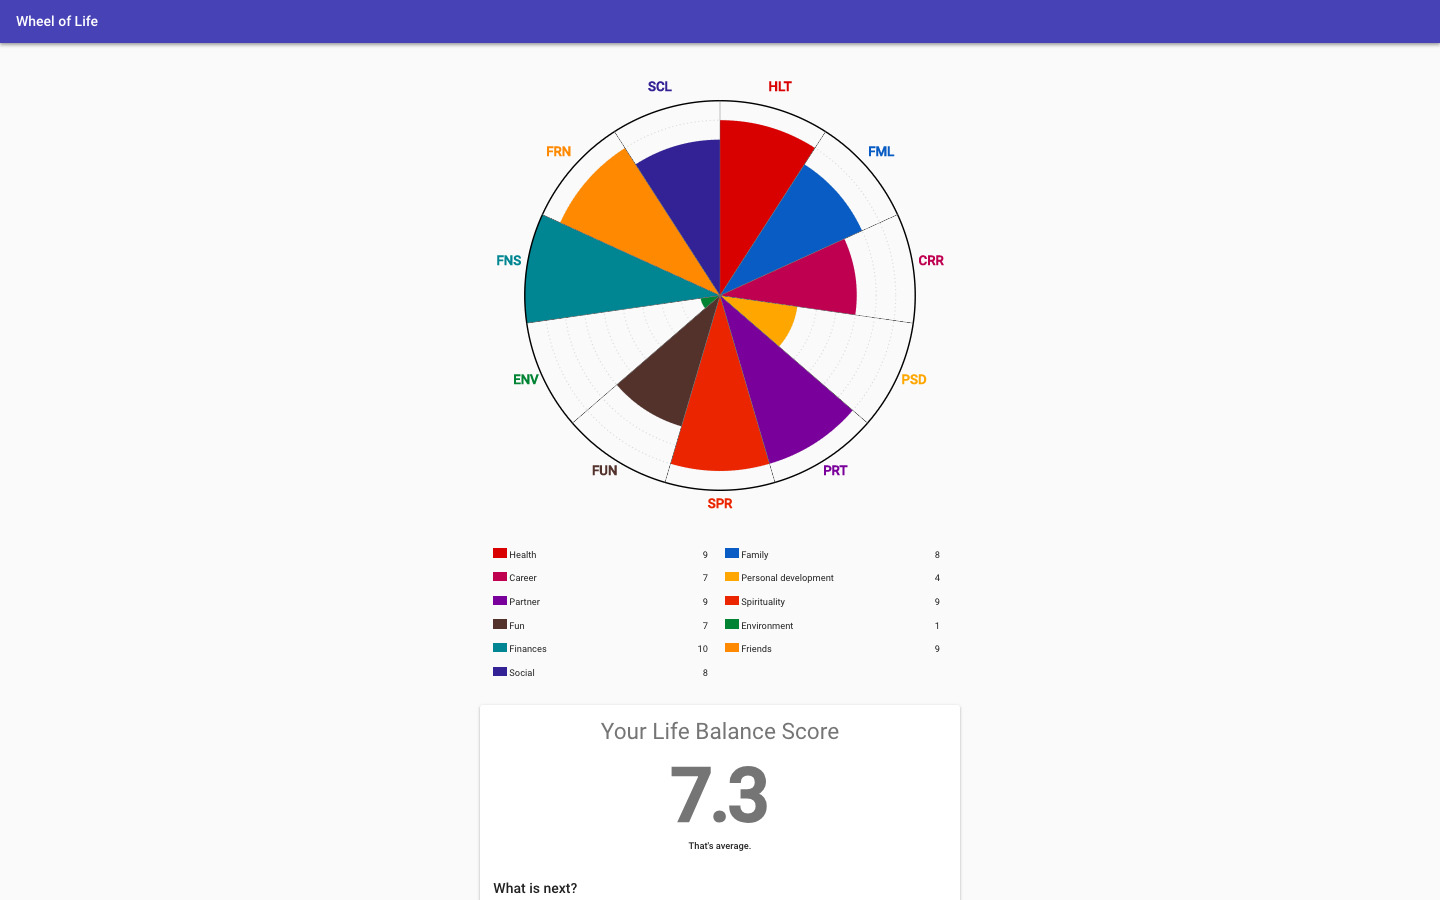 Wheel of Life
SCL
HLT
FRN
FML
FNS
CRR
ENV
PSD
FUN
PRT
SPR
Health 9 Family 8
Career 7 Personal development 4
Partner 9 Spirituality 9
Fun 7 Environment 1
Finances 10 Friends 9
Social 8
Your Life Balance Score
7.3
That's average.
What is next?